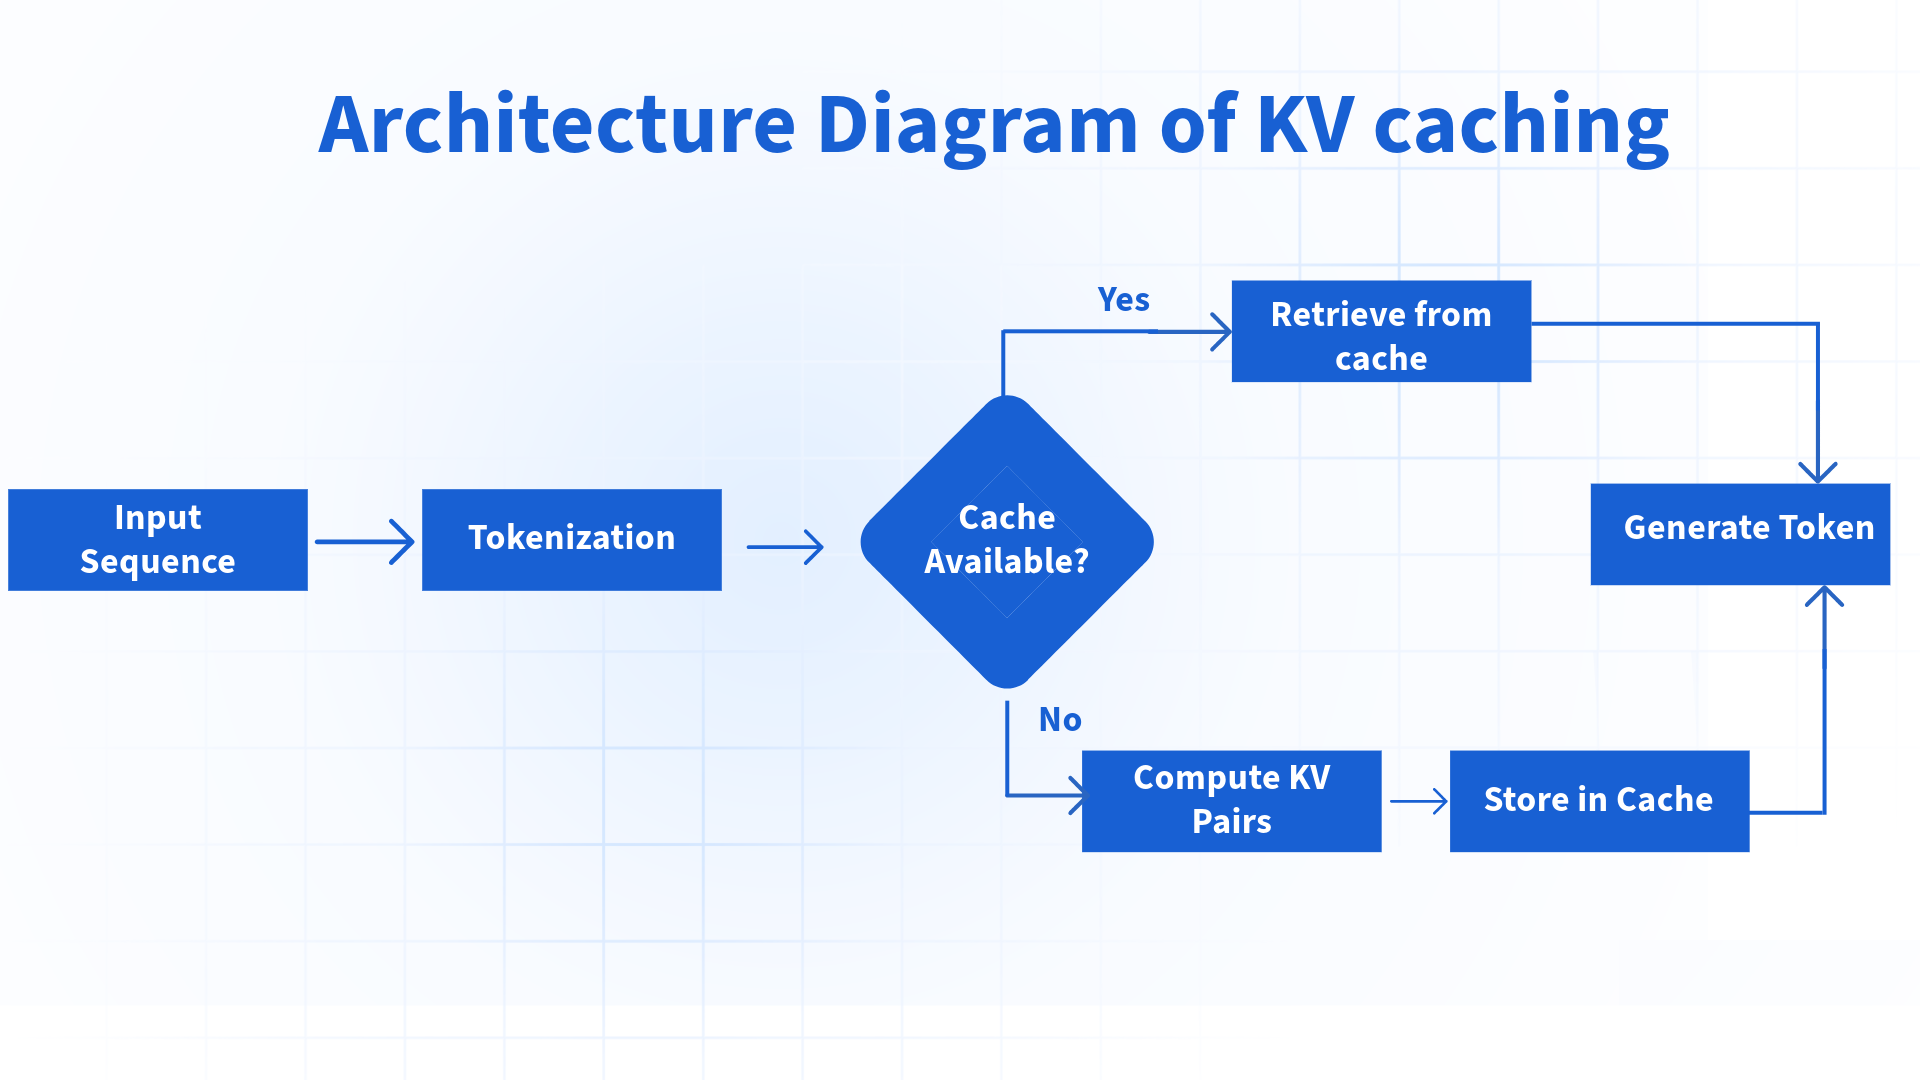 Architecture Diagram of KV caching
Yes
Retrieve from
cache
Input
Sequence
Tokenization
Cache
Available?
Generate Token
No
Compute KV
Pairs
Store in Cache